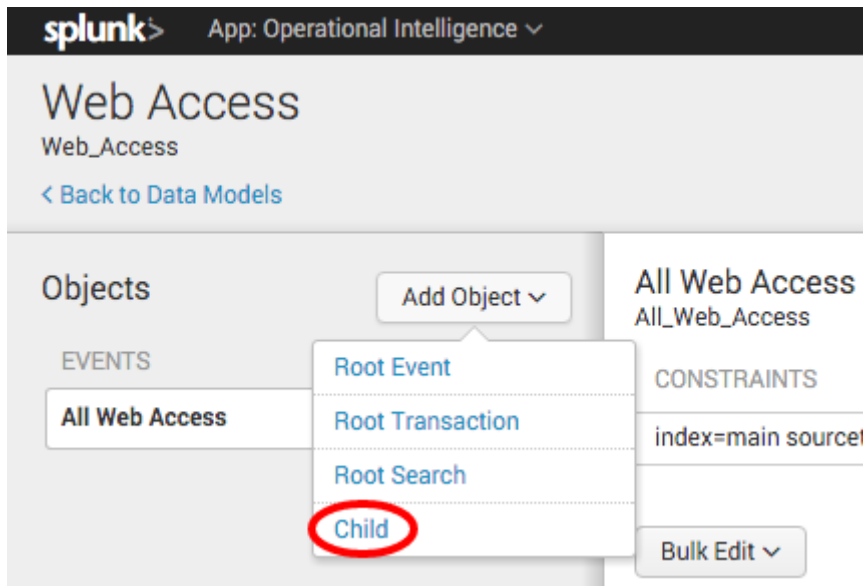 splunk> App: Operational Intelligence
Web Access
Web_Access
< Back to Data Models
Objects
Add Object
EVENTS
All Web Access
Root Event
Root Transaction
Root Search
Child
All Web Access
All_Web_Access
CONSTRAINTS
index=main sourcet
Bulk Edit